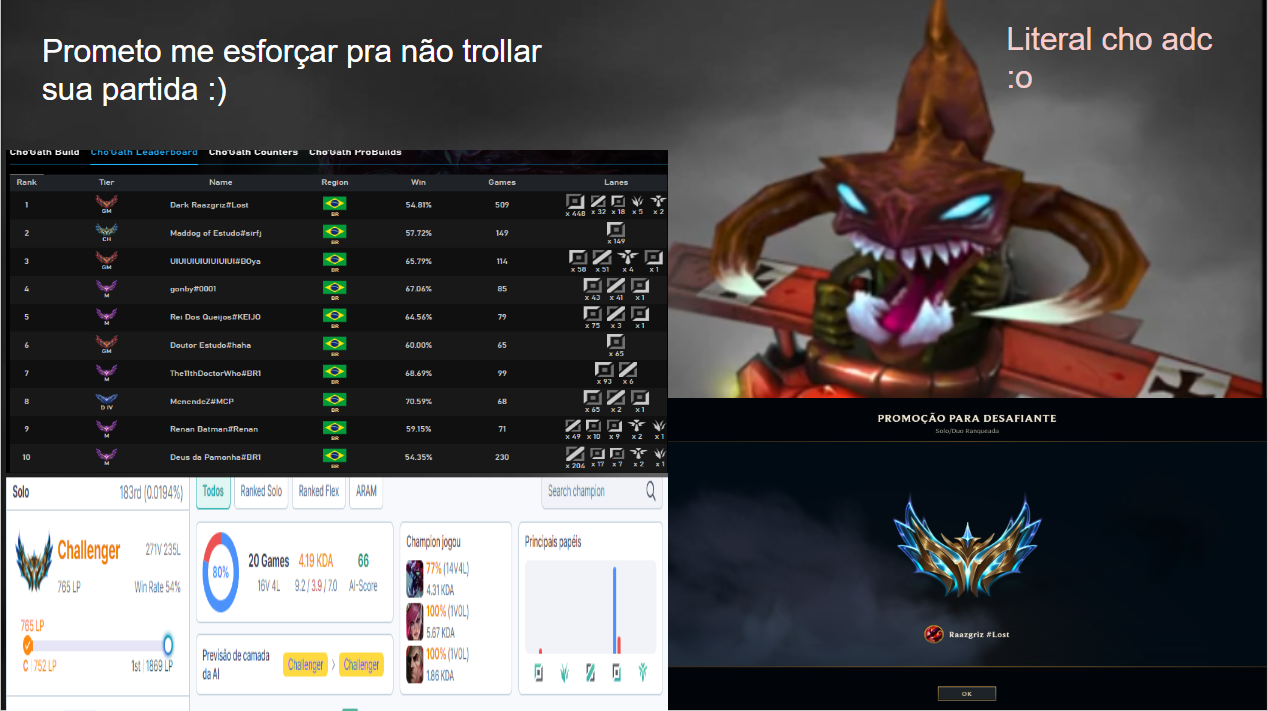 Prometo me esforçar pra não trollar
sua partida :)
Literal cho adc
:o
Cho'Gath Build Cho'Gath Leaderboard Cho'Gath Counters Cho'Gath ProBuilds
Rank Tier Name Region Win Games Lanes
1 GM Dark Raazgriz#Lost BR 54.81% 509 x 448 x 32 x 18 x 5 x 2
2 CH Maddog of Estudo#sirfj BR 57.72% 149 x 149
3 GM UIUIUIUIUIUIUIUI#B0ya BR 65.79% 114 x 58 x 51 x 4 x 1
4 M gonby#0001 BR 67.06% 85 x 43 x 41 x 1
5 M Rei Dos Queijos#KEIJO BR 64.56% 79 x 75 x 3 x 1
6 GM Doutor Estudo#haha BR 60.00% 65 x 65
7 M The11thDoctorWho#BR1 BR 68.69% 99 x 93 x 6
8 D IV MenendeZ#MCP BR 70.59% 68 x 65 x 2 x 1
9 M Renan Batman#Renan BR 59.15% 71 x 49 x 10 x 9 x 2 x 1
10 M Deus da Pamonha#BR1 BR 54.35% 230 x 204 x 17 x 7 x 2 x 1
Solo 183rd (0.0194%)
Challenger 271V 235L
765 LP Win Rate 54%
765 LP
C | 752 LP 1st | 1869 LP
Todos Ranked Solo Ranked Flex ARAM Search champion
80%
20 Games 4.19 KDA 66
16V 4L 9.2 / 3.9 / 7.0 AI-Score
Previsão de camada
da AI
Challenger > Challenger
Champion jogou
77% (14V4L)
4.31 KDA
100% (1V0L)
5.67 KDA
100% (1V0L)
1.86 KDA
Principais papéis
PROMOÇÃO PARA DESAFIANTE
Solo/Duo Ranqueada
Raazgriz #Lost
OK